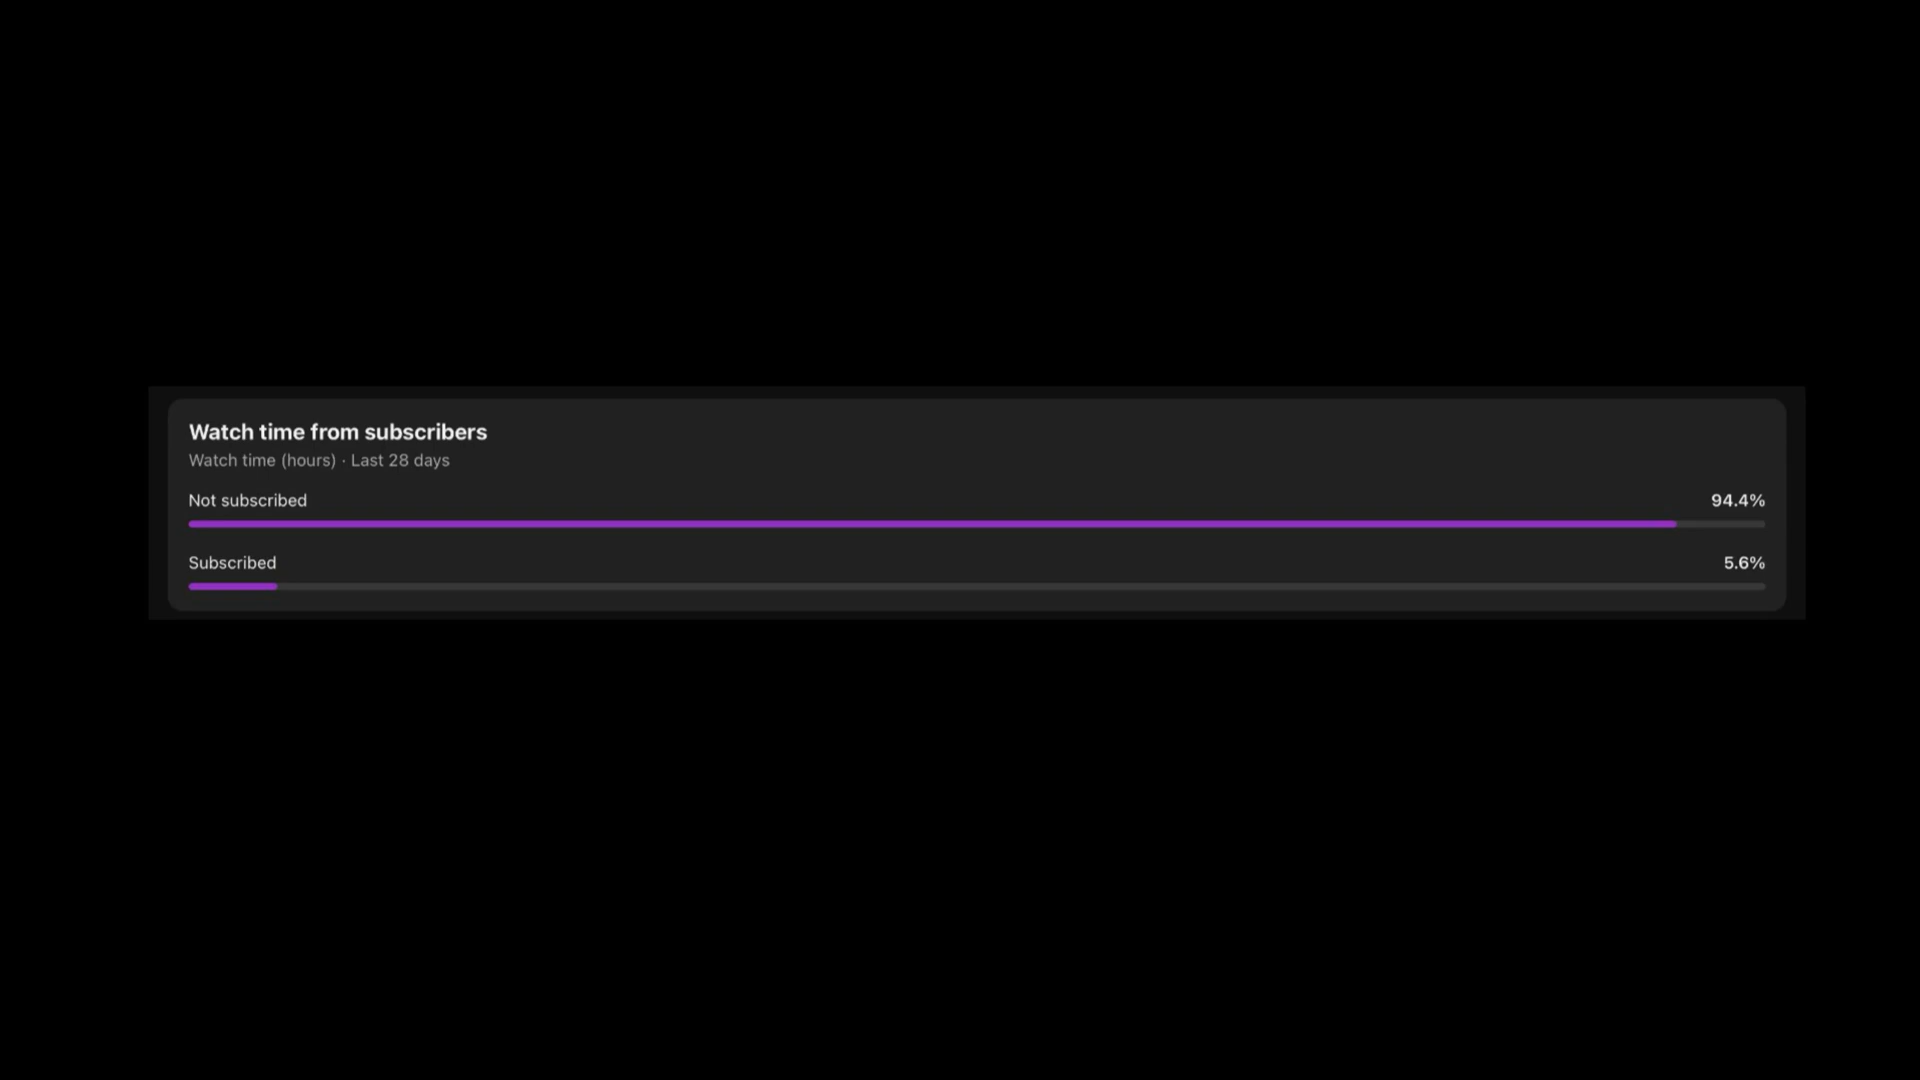 Watch time from subscribers
Watch time (hours) · Last 28 days
Not subscribed 94.4%
Subscribed 5.6%